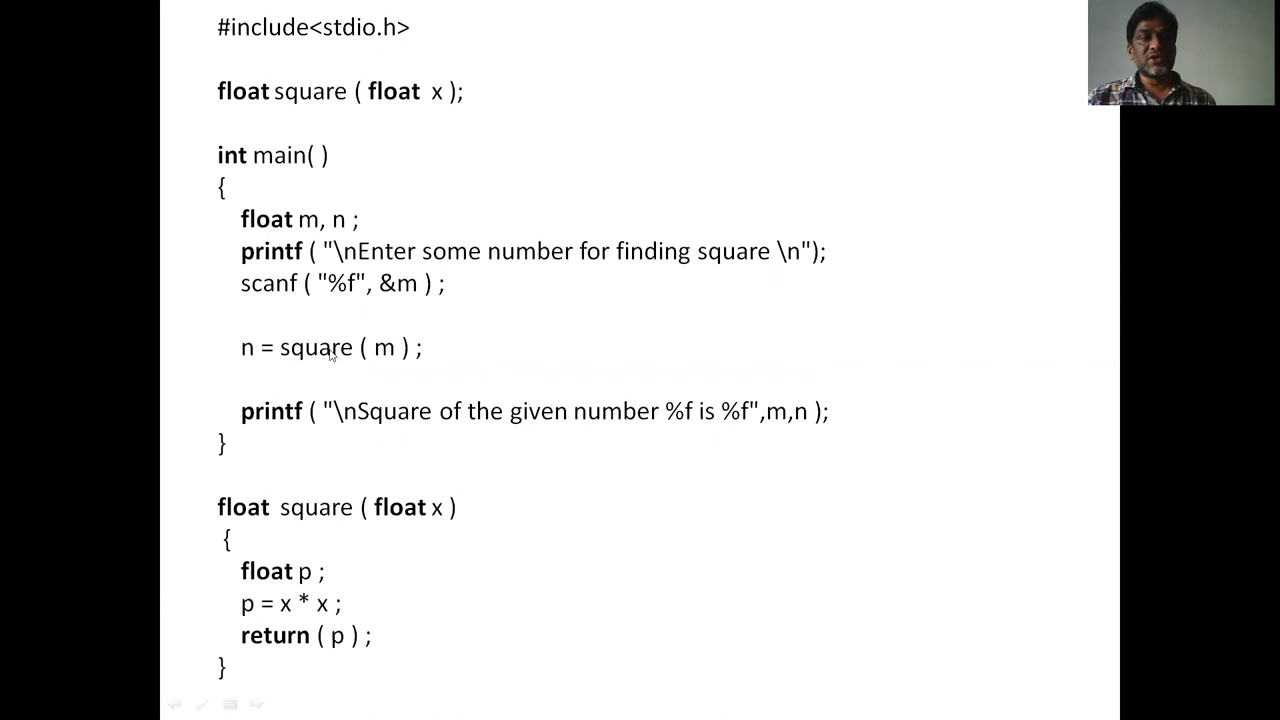 #include<stdio.h>
float square ( float x );
int main( )
{
float m, n ;
printf ( "\nEnter some number for finding square \n");
scanf ( "%f", &m ) ;
n = square ( m ) ;
printf ( "\nSquare of the given number %f is %f",m,n );
}
float square ( float x )
{
float p ;
p = x * x ;
return ( p ) ;
}